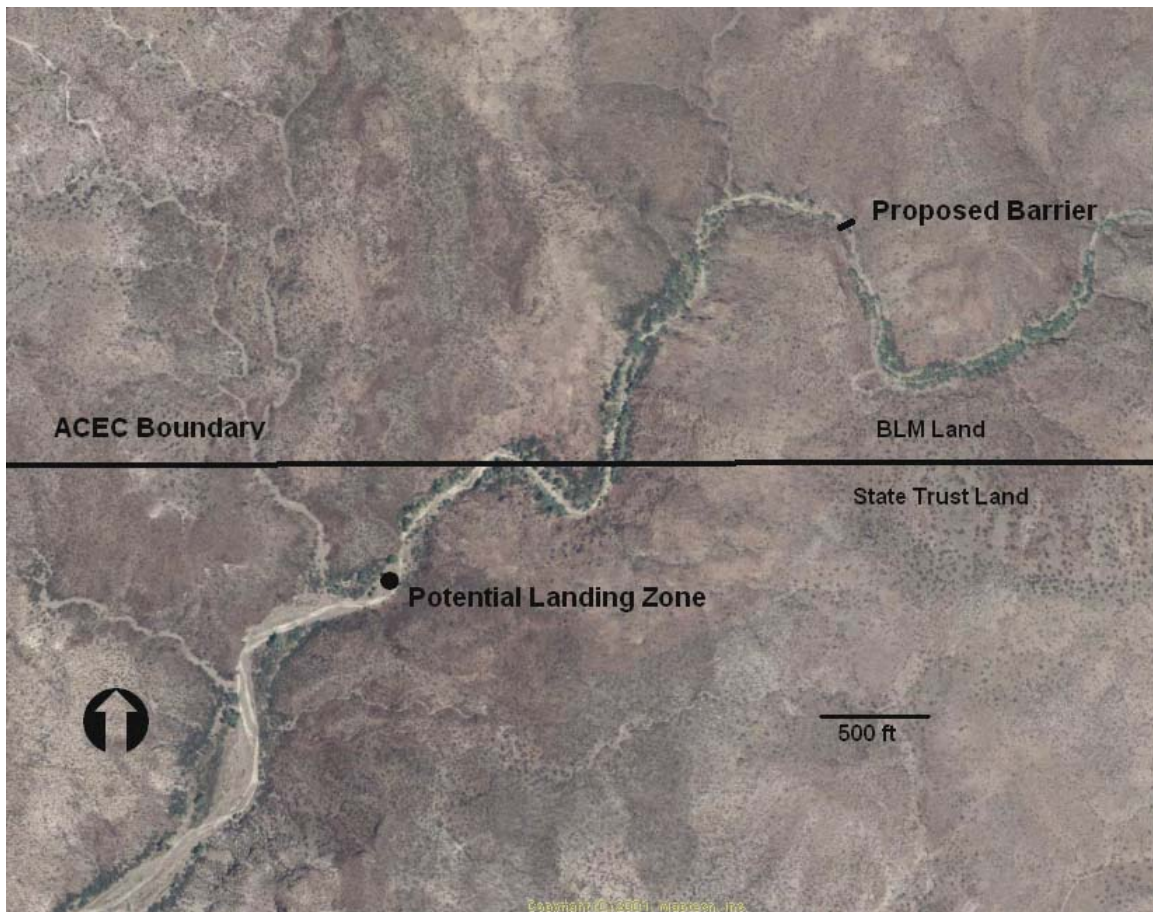 Proposed Barrier
ACEC Boundary
BLM Land
State Trust Land
Potential Landing Zone
500 ft